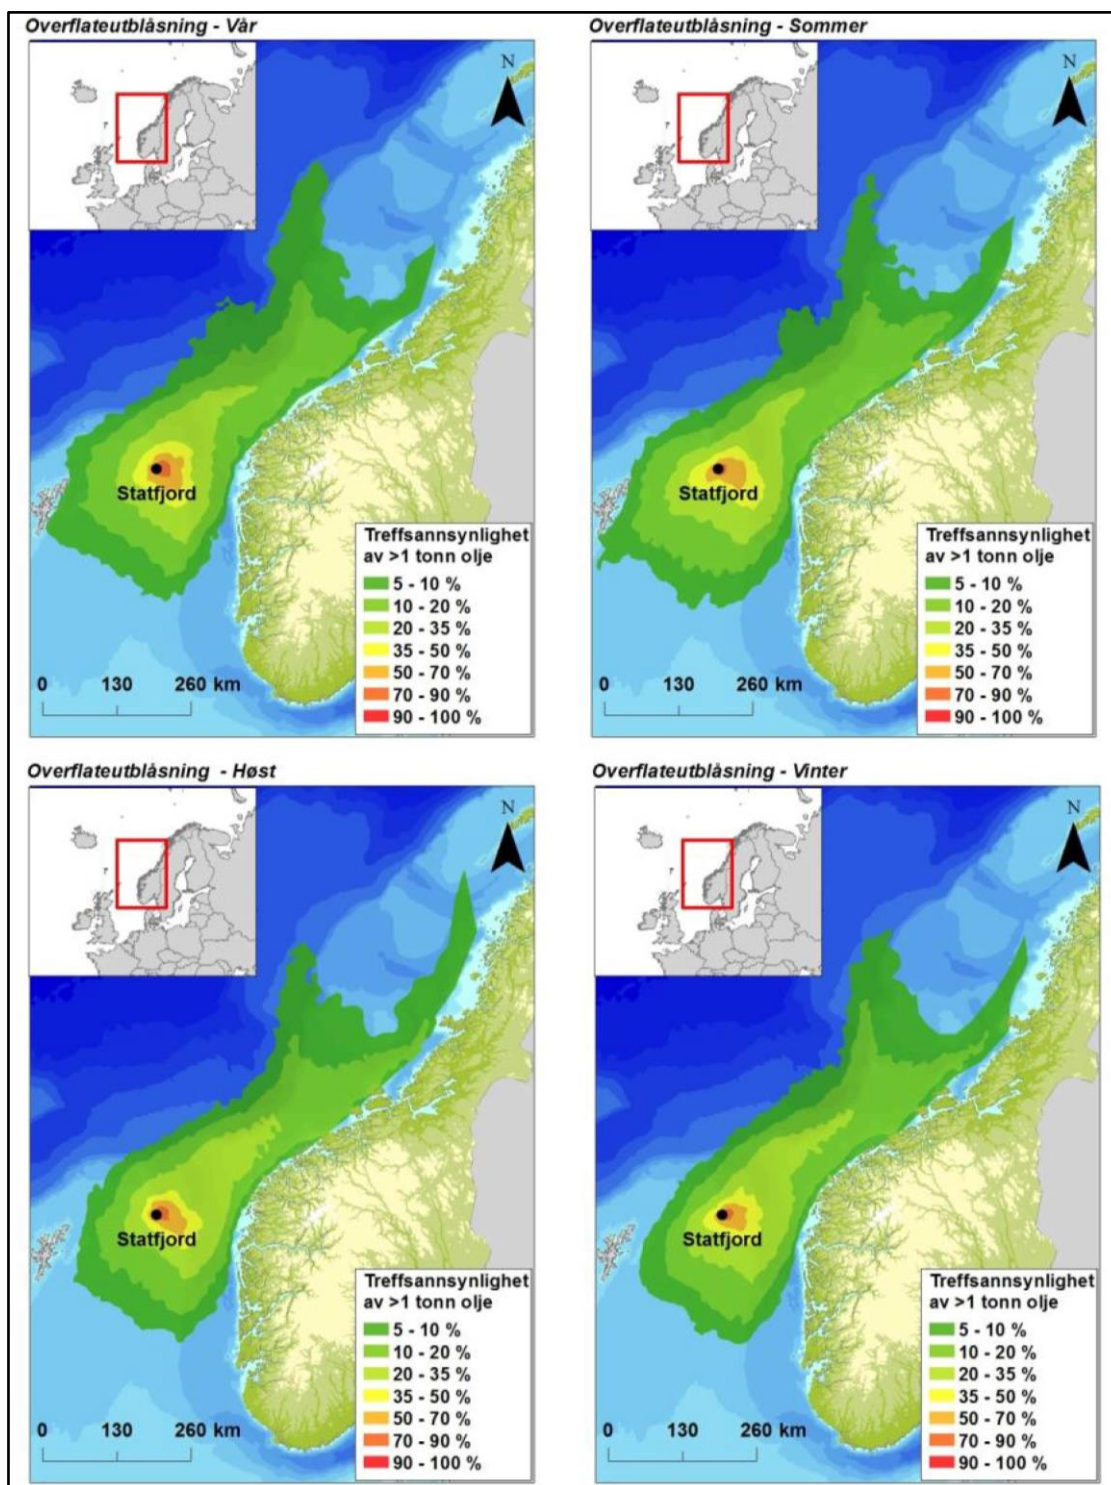 Overflateutblåsning - Vår
N
Statfjord
Treffsannsynlighet
av >1 tonn olje
5 - 10 %
10 - 20 %
20 - 35 %
35 - 50 %
50 - 70 %
70 - 90 %
90 - 100 %
0 130 260 km
Overflateutblåsning - Sommer
N
Statfjord
Treffsannsynlighet
av >1 tonn olje
5 - 10 %
10 - 20 %
20 - 35 %
35 - 50 %
50 - 70 %
70 - 90 %
90 - 100 %
0 130 260 km
Overflateutblåsning - Høst
N
Statfjord
Treffsannsynlighet
av >1 tonn olje
5 - 10 %
10 - 20 %
20 - 35 %
35 - 50 %
50 - 70 %
70 - 90 %
90 - 100 %
0 130 260 km
Overflateutblåsning - Vinter
N
Statfjord
Treffsannsynlighet
av >1 tonn olje
5 - 10 %
10 - 20 %
20 - 35 %
35 - 50 %
50 - 70 %
70 - 90 %
90 - 100 %
0 130 260 km